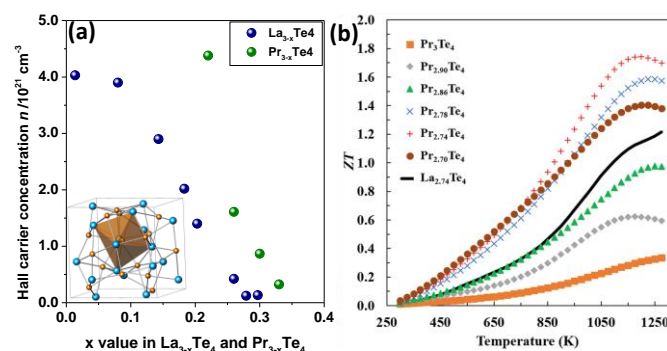 (a)
La3-xTe4
Pr3-xTe4
Hall carrier concentration n /10^21 cm-3
5.0
4.0
3.0
2.0
1.0
0.0
0.0
0.1
0.2
0.3
0.4
x value in La3-xTe4 and Pr3-xTe4
(b)
Pr3Te4
Pr2.90Te4
Pr2.86Te4
Pr2.78Te4
Pr2.74Te4
Pr2.70Te4
La2.74Te4
ZT
2.0
1.8
1.6
1.4
1.2
1.0
0.8
0.6
0.4
0.2
0.0
250
450
650
850
1050
1250
Temperature (K)